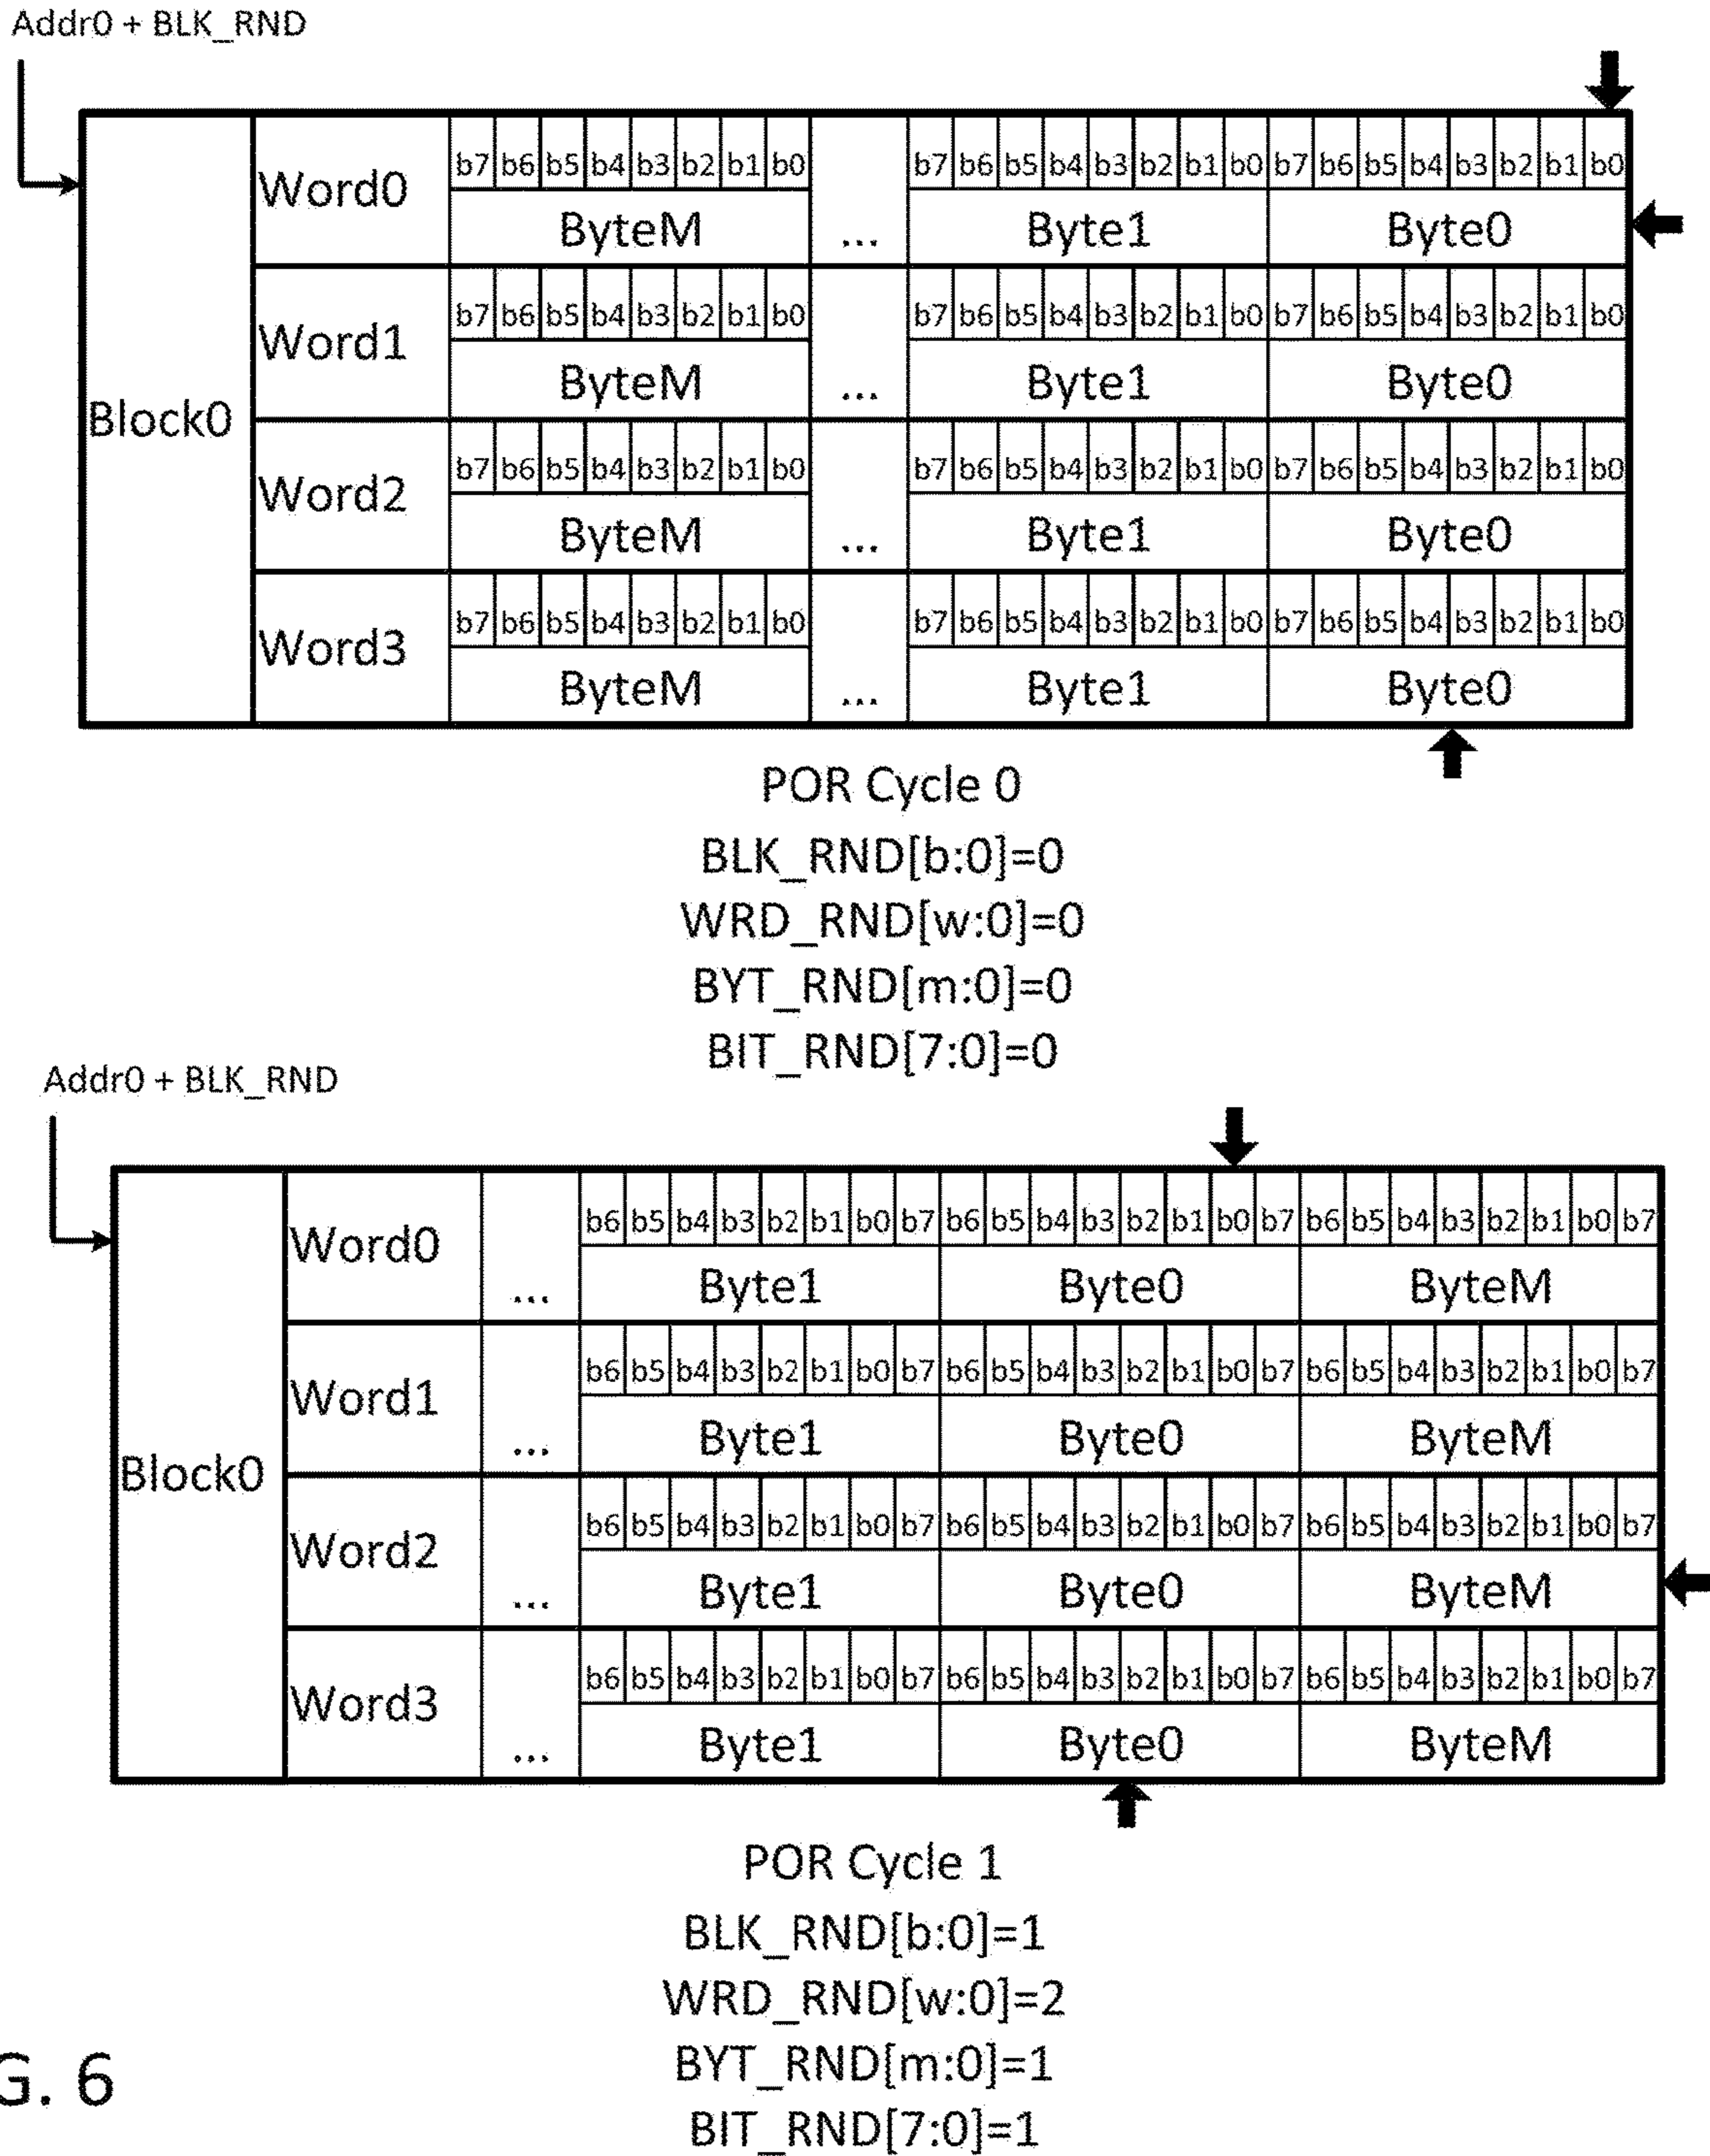 Addr0 + BLK_RND
b7 b6 b5 b4 b3 b2 b1 b0 b7 b6 b5 b4 b3 b2 b1 b0 b7 b6 b5 b4 b3 b2 b1 b0
Word0
ByteM ... Byte1 Byte0
b7 b6 b5 b4 b3 b2 b1 b0 b7 b6 b5 b4 b3 b2 b1 b0 b7 b6 b5 b4 b3 b2 b1 b0
Word1
ByteM ... Byte1 Byte0
Block0
b7 b6 b5 b4 b3 b2 b1 b0 b7 b6 b5 b4 b3 b2 b1 b0 b7 b6 b5 b4 b3 b2 b1 b0
Word2
ByteM ... Byte1 Byte0
b7 b6 b5 b4 b3 b2 b1 b0 b7 b6 b5 b4 b3 b2 b1 b0 b7 b6 b5 b4 b3 b2 b1 b0
Word3
ByteM ... Byte1 Byte0
POR Cycle 0
BLK_RND[b:0]=0
WRD_RND[w:0]=0
BYT_RND[m:0]=0
BIT_RND[7:0]=0
Addr0 + BLK_RND
b6 b5 b4 b3 b2 b1 b0 b7 b6 b5 b4 b3 b2 b1 b0 b7 b6 b5 b4 b3 b2 b1 b0 b7
Word0
... Byte1 Byte0 ByteM
b6 b5 b4 b3 b2 b1 b0 b7 b6 b5 b4 b3 b2 b1 b0 b7 b6 b5 b4 b3 b2 b1 b0 b7
Word1
... Byte1 Byte0 ByteM
Block0
b6 b5 b4 b3 b2 b1 b0 b7 b6 b5 b4 b3 b2 b1 b0 b7 b6 b5 b4 b3 b2 b1 b0 b7
Word2
... Byte1 Byte0 ByteM
b6 b5 b4 b3 b2 b1 b0 b7 b6 b5 b4 b3 b2 b1 b0 b7 b6 b5 b4 b3 b2 b1 b0 b7
Word3
... Byte1 Byte0 ByteM
POR Cycle 1
BLK_RND[b:0]=1
WRD_RND[w:0]=2
BYT_RND[m:0]=1
BIT_RND[7:0]=1
G. 6